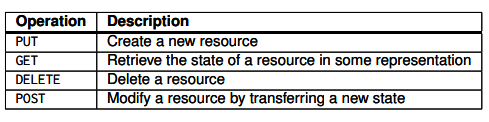 Operation Description
PUT Create a new resource
GET Retrieve the state of a resource in some representation
DELETE Delete a resource
POST Modify a resource by transferring a new state